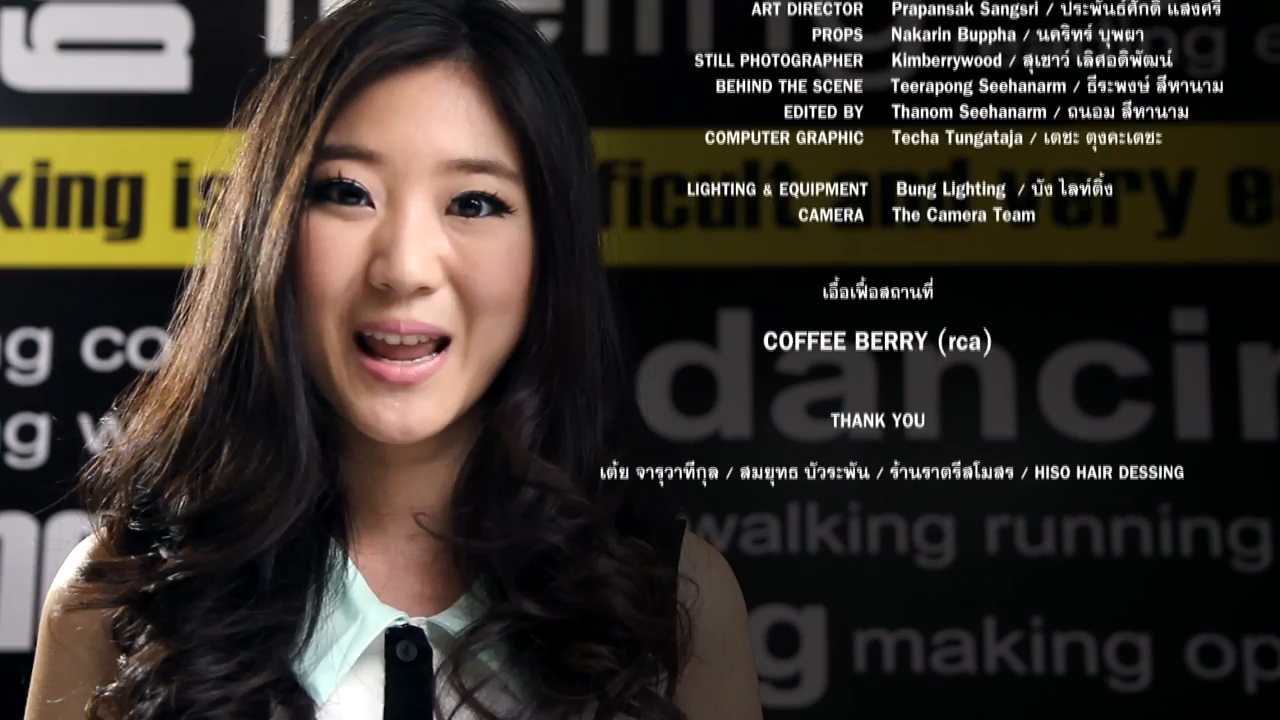 ART DIRECTOR Prapansak Sangsri / ประพันธ์ศักดิ์ แสงศรี
PROPS Nakarin Buppha / นคริทร์ บุพผา
STILL PHOTOGRAPHER Kimberrywood / สุเชาว์ เลิศอดิพัฒน์
BEHIND THE SCENE Teerapong Seehanarm / ธีระพงษ์ สีหานาม
EDITED BY Thanom Seehanarm / ถนอม สีหานาม
COMPUTER GRAPHIC Techa Tungataja / เตชะ ตุงคะเตชะ
LIGHTING & EQUIPMENT Bung Lighting / บัง ไลท์ติ้ง
CAMERA The Camera Team
king is ficult and very e
เอื้อเฟื้อสถานที่
COFFEE BERRY (rca)
ng co dancin
THANK YOU
ng w
เต้ย จารุวาทีกุล / สมยุทธ บัวระพัน / ร้านราตรีสโมสร / HISO HAIR DESSING
walking running
g making op